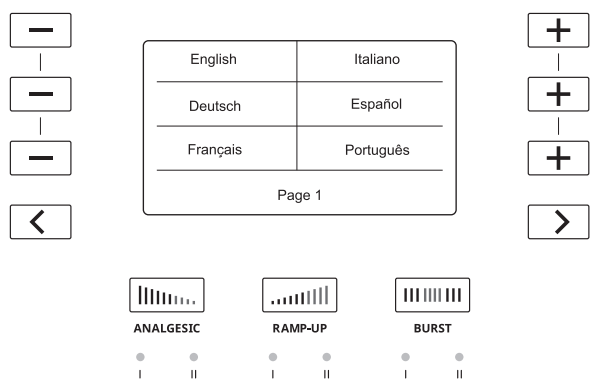 English Italiano
Deutsch Español
Français Português
Page 1
ANALGESIC RAMP-UP BURST
I II I II I II